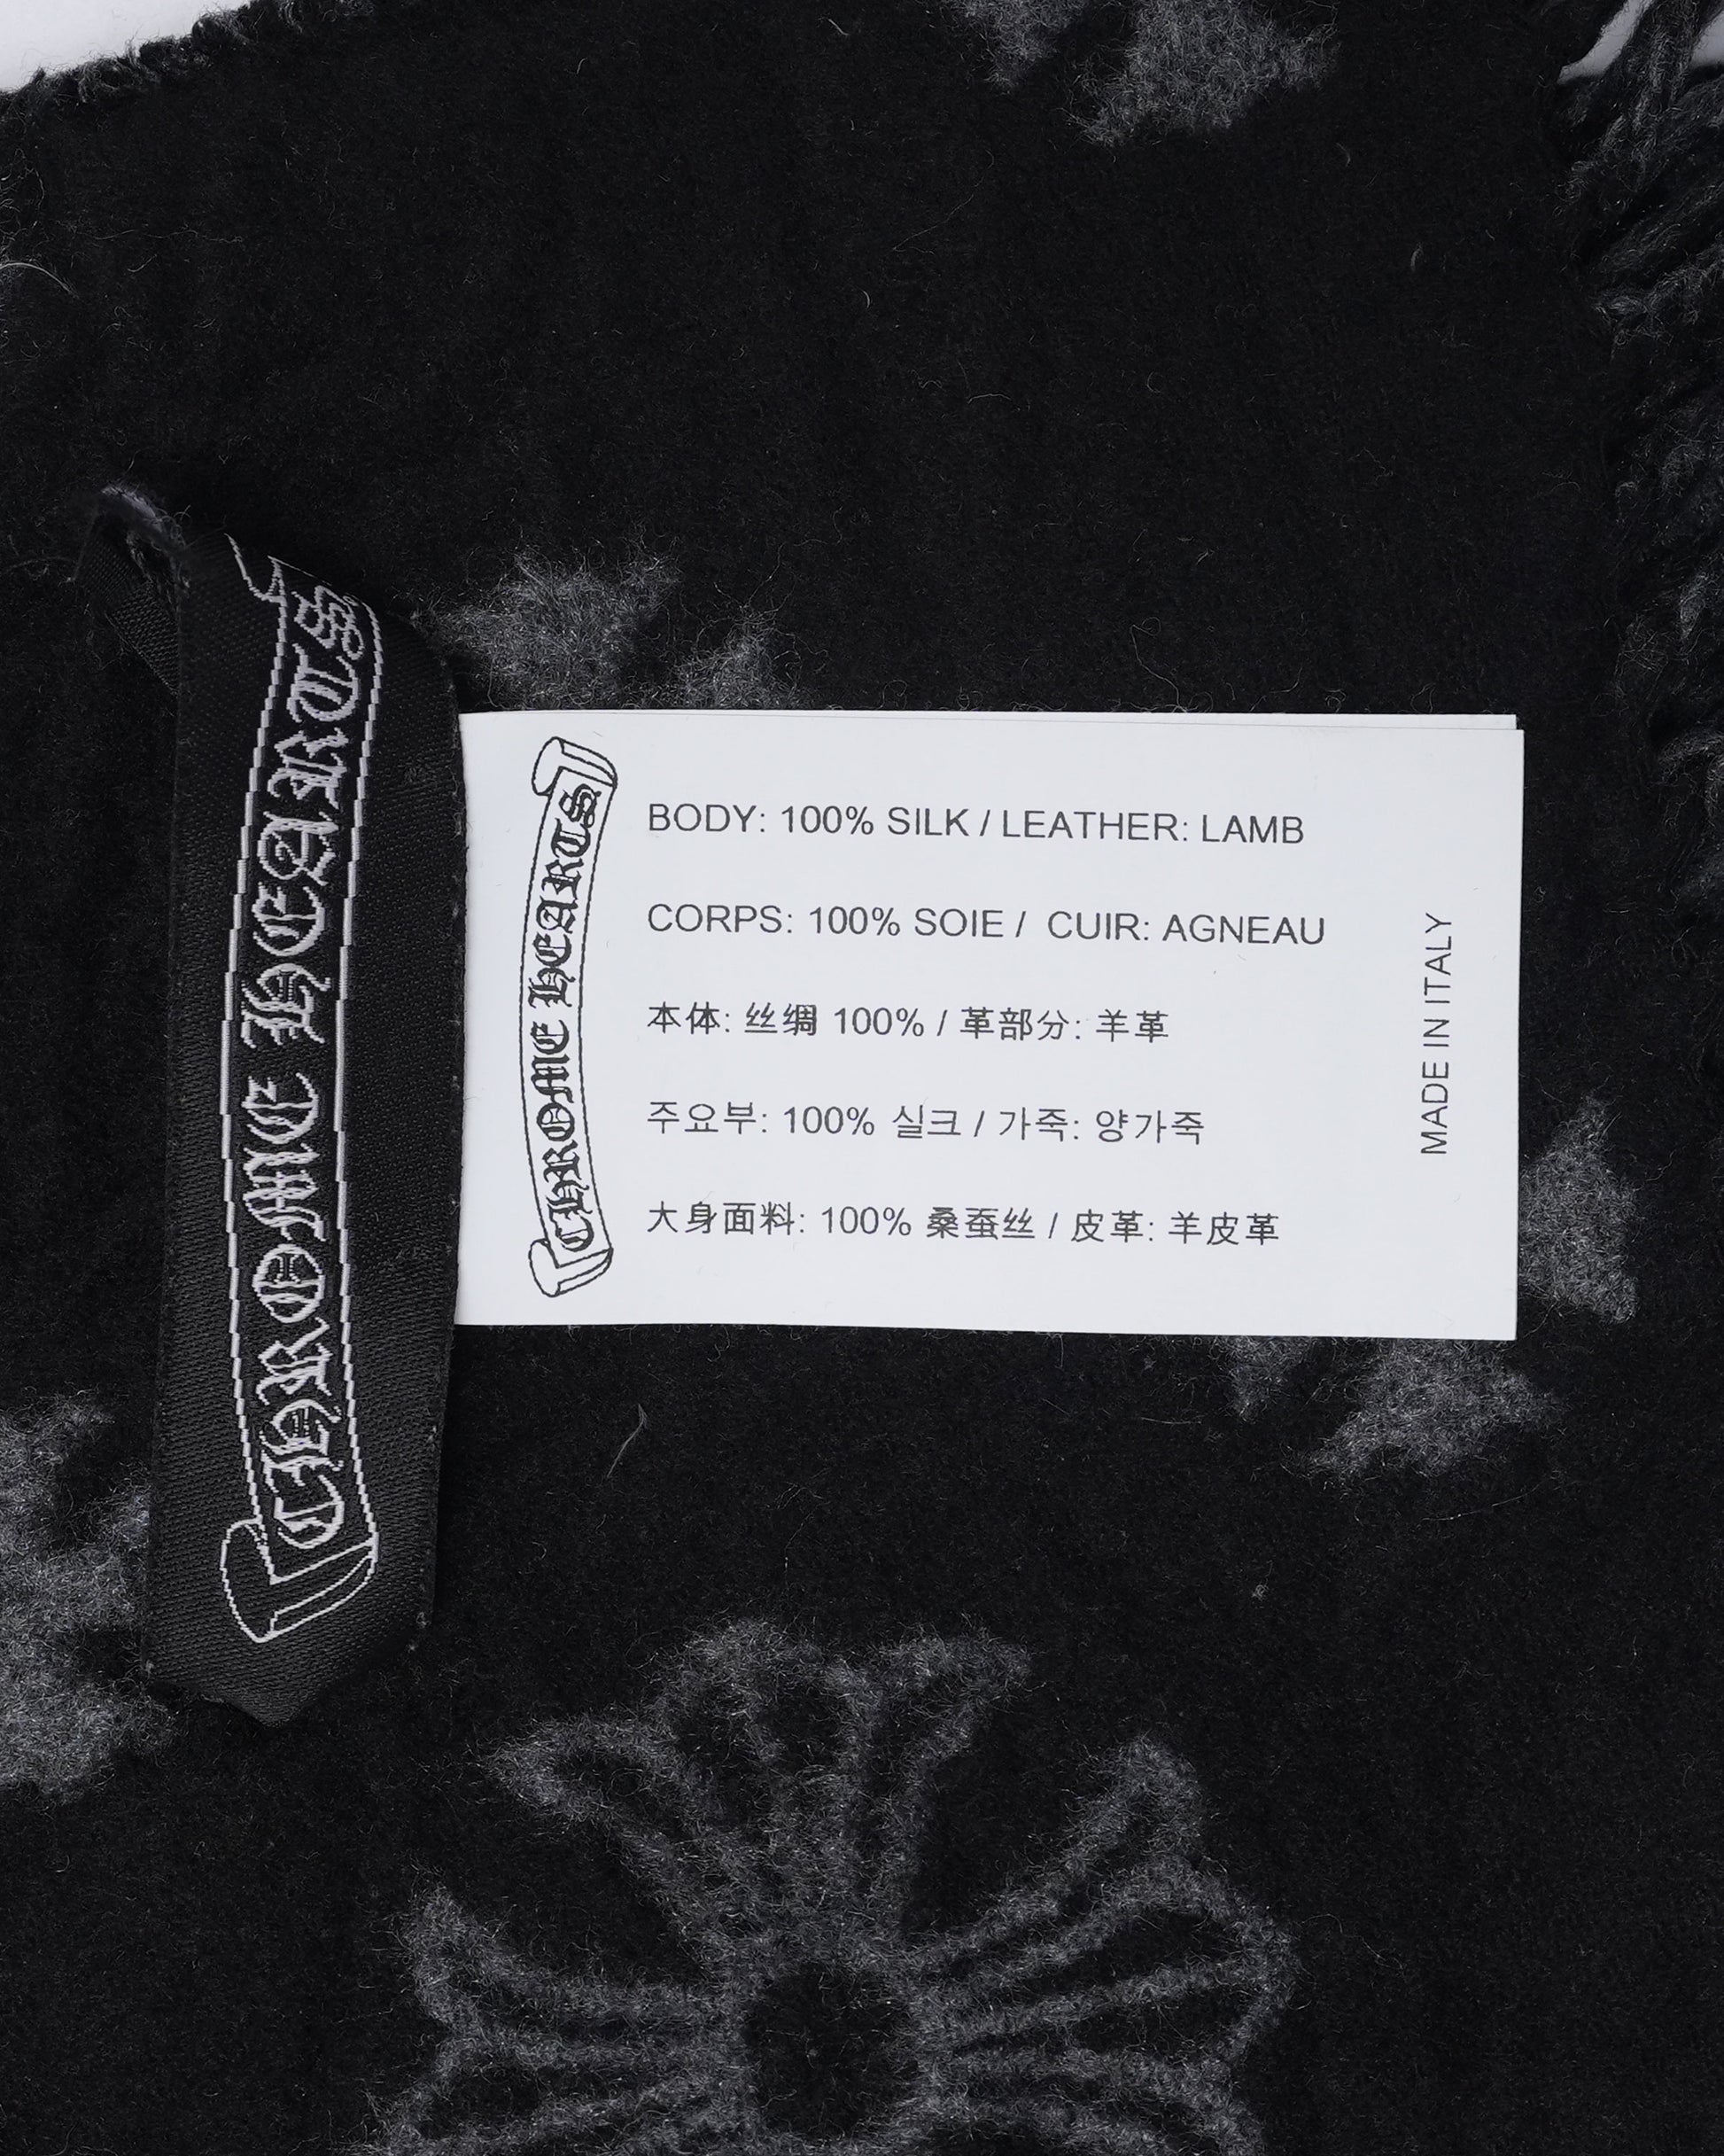 CHROME HEARTS
CHROME HEARTS
BODY: 100% SILK / LEATHER: LAMB
CORPS: 100% SOIE / CUIR: AGNEAU
本体: 丝绸 100% / 革部分: 羊革
주요부: 100% 실크 / 가죽: 양가죽
大身面料: 100% 桑蚕丝 / 皮革: 羊皮革
MADE IN ITALY